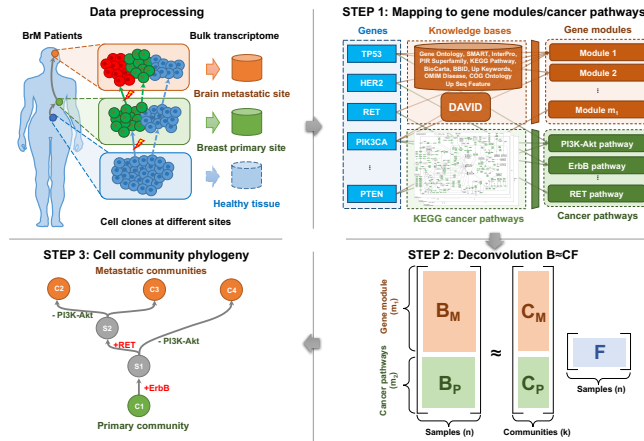 Data preprocessing
BrM Patients
Bulk transcriptome
Brain metastatic site
Breast primary site
Healthy tissue
Cell clones at different sites
STEP 1: Mapping to gene modules/cancer pathways
Genes
Knowledge bases
Gene modules
TP53
HER2
RET
PIK3CA
PTEN
Gene Ontology, SMART, InterPro,
PIR Superfamily, KEGG Pathway,
BioCarta, BBID, Up Keywords,
OMIM Disease, COG Ontology
Up Seq Feature
DAVID
Module 1
Module 2
...
Module m₁
PI3K-Akt pathway
ErbB pathway
...
RET pathway
KEGG cancer pathways
Cancer pathways
STEP 3: Cell community phylogeny
Metastatic communities
C2
C3
C4
- PI3K-Akt
S2
- PI3K-Akt
+RET
S1
+ErbB
C1
Primary community
STEP 2: Deconvolution B≈CF
Gene module
(m₁)
Cancer pathways
(m₂)
B_M
B_P
≈
C_M
C_P
F
Samples (n)
Samples (n)
Communities (k)